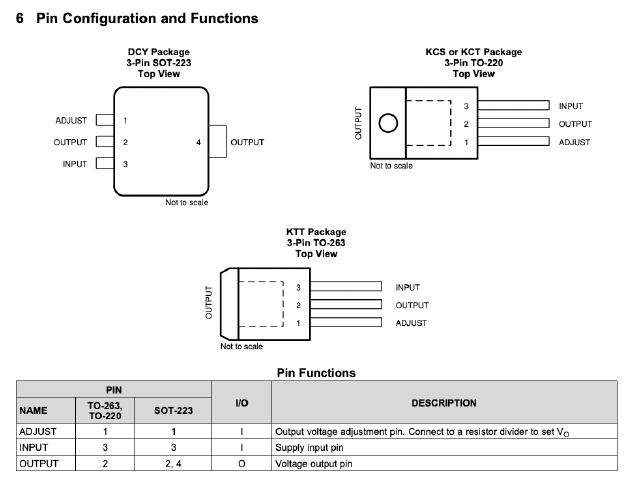 6 Pin Configuration and Functions
DCY Package
3-Pin SOT-223
Top View
ADJUST
OUTPUT
INPUT
1
2
3
4
OUTPUT
Not to scale
KCS or KCT Package
3-Pin TO-220
Top View
OUTPUT
3
2
1
INPUT
OUTPUT
ADJUST
Not to scale
KTT Package
3-Pin TO-263
Top View
OUTPUT
3
2
1
INPUT
OUTPUT
ADJUST
Not to scale
Pin Functions
PIN
I/O
DESCRIPTION
NAME
TO-263,
TO-220
SOT-223
ADJUST 1 1 I Output voltage adjustment pin. Connect to a resistor divider to set VO
INPUT 3 3 I Supply input pin
OUTPUT 2 2, 4 O Voltage output pin